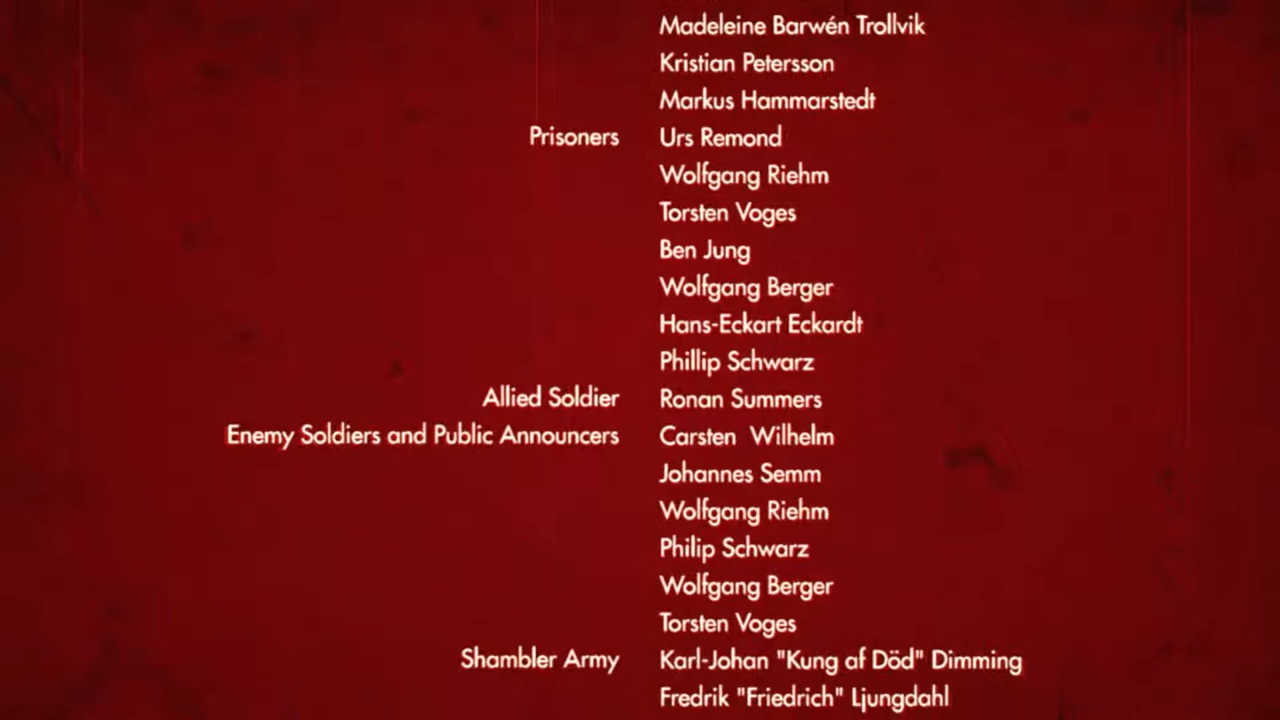 Madeleine Barwén Trollvik
Kristian Petersson
Markus Hammarstedt
Prisoners Urs Remond
Wolfgang Riehm
Torsten Voges
Ben Jung
Wolfgang Berger
Hans-Eckart Eckardt
Phillip Schwarz
Allied Soldier Ronan Summers
Enemy Soldiers and Public Announcers Carsten  Wilhelm
Johannes Semm
Wolfgang Riehm
Philip Schwarz
Wolfgang Berger
Torsten Voges
Shambler Army Karl-Johan "Kung af Död" Dimming
Fredrik "Friedrich" Ljungdahl